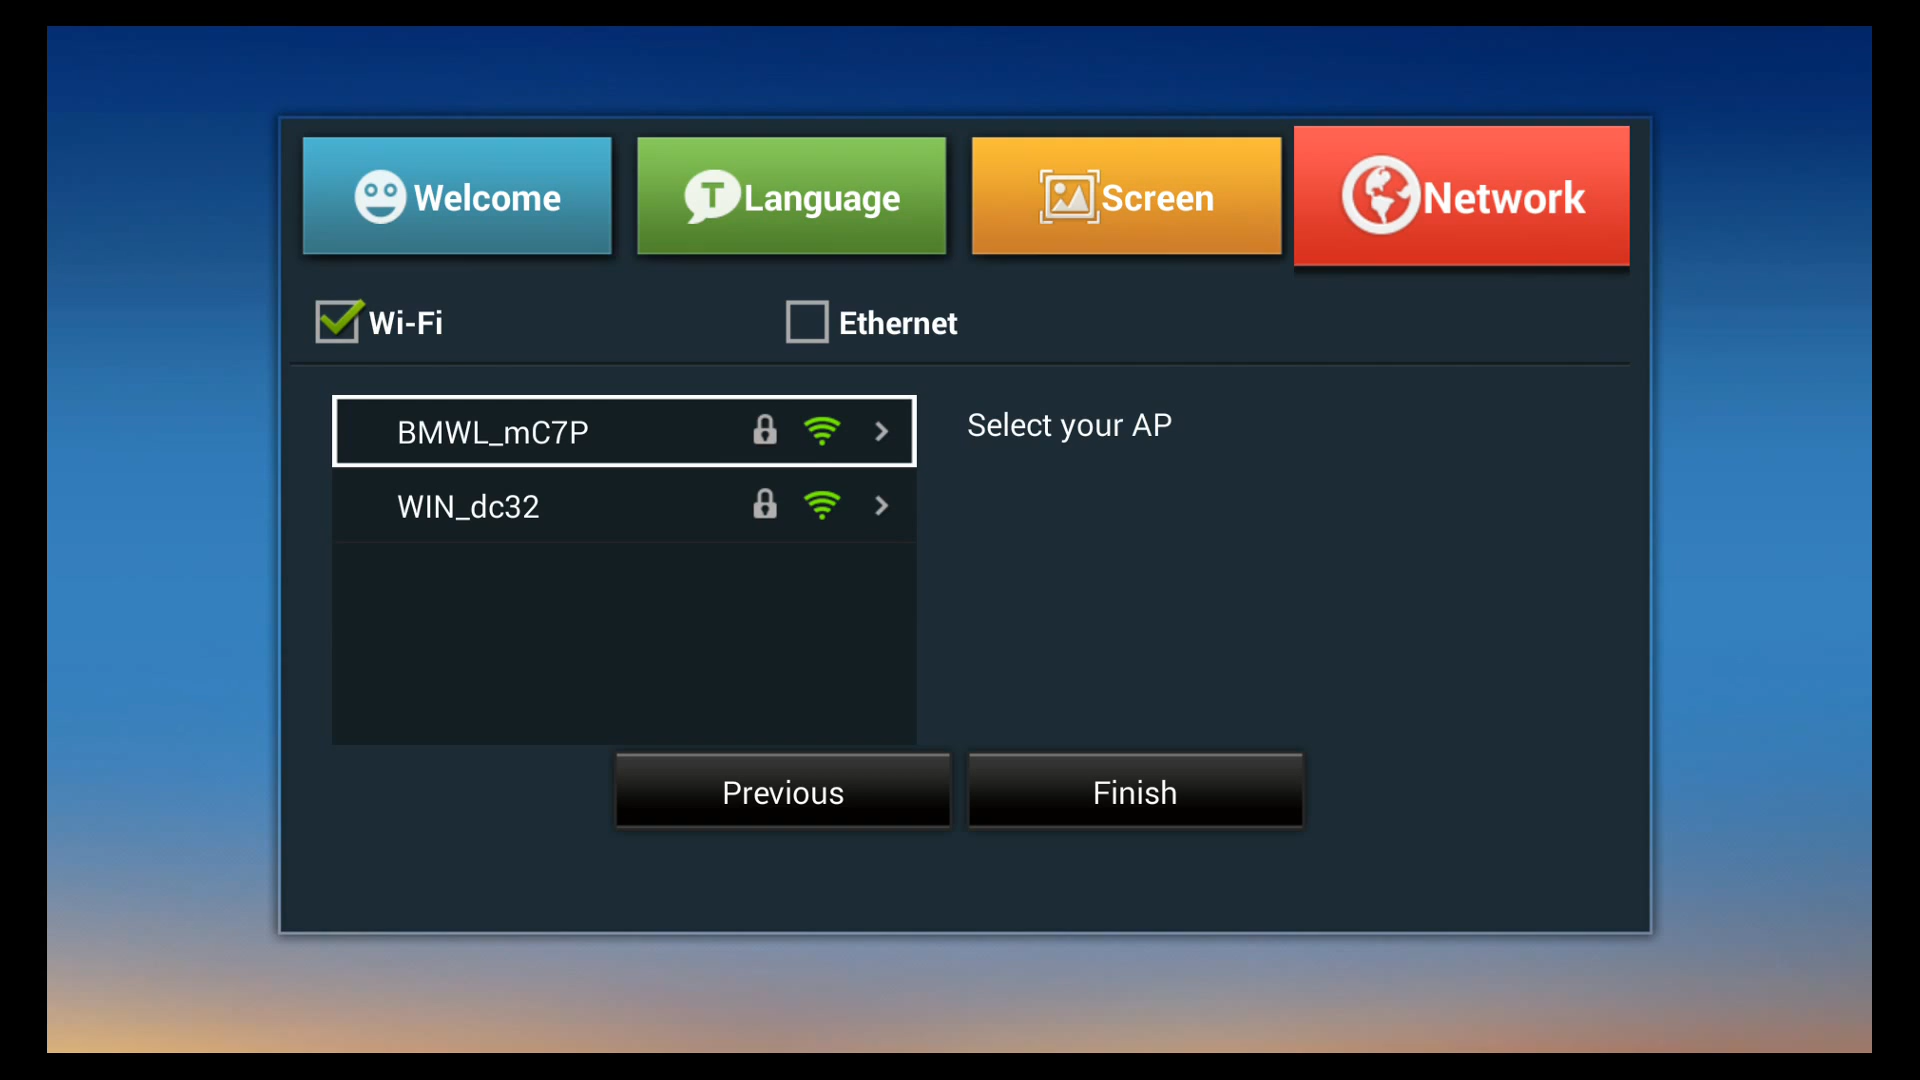 Welcome
Language
Screen
Network
Wi-Fi
Ethernet
BMWL_mC7P
Select your AP
WIN_dc32
Previous
Finish